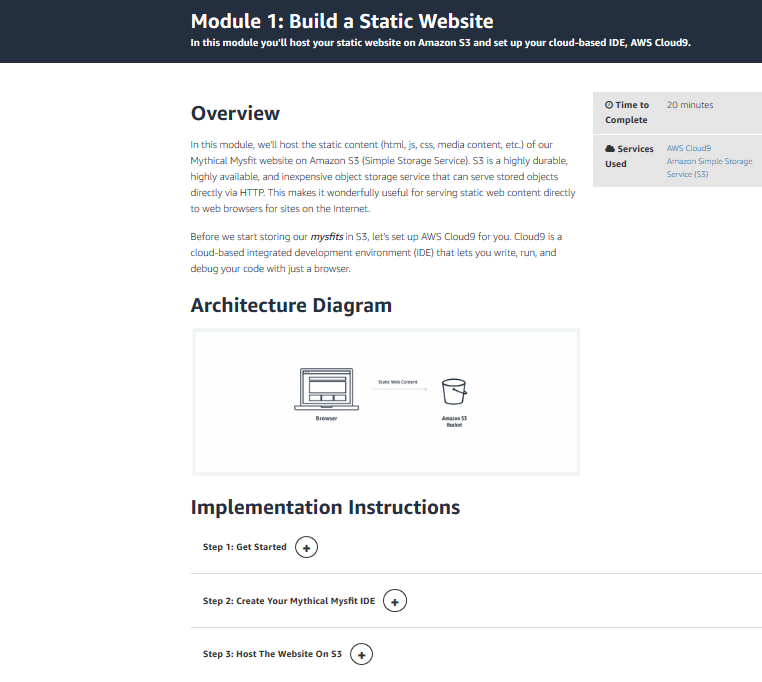 Module 1: Build a Static Website
In this module you'll host your static website on Amazon S3 and set up your cloud-based IDE, AWS Cloud9.
Overview
In this module, we'll host the static content (html, js, css, media content, etc.) of our
Mythical Mysfit website on Amazon S3 (Simple Storage Service). S3 is a highly durable,
highly available, and inexpensive object storage service that can serve stored objects
directly via HTTP. This makes it wonderfully useful for serving static web content directly
to web browsers for sites on the Internet.
Before we start storing our mysfits in S3, let's set up AWS Cloud9 for you. Cloud9 is a
cloud-based integrated development environment (IDE) that lets you write, run, and
debug your code with just a browser.
Time to
Complete
20 minutes
Services
Used
AWS Cloud9
Amazon Simple Storage
Service (S3)
Architecture Diagram
Static Web Content
Browser
Amazon S3
Bucket
Implementation Instructions
Step 1: Get Started
Step 2: Create Your Mythical Mysfit IDE
Step 3: Host The Website On S3